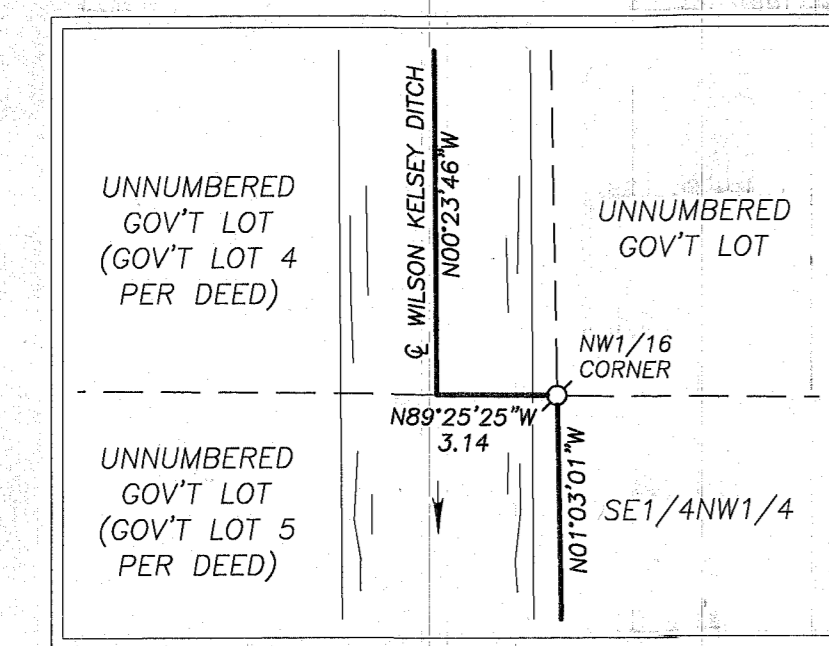 UNNUMBERED
GOV'T LOT
(GOV'T LOT 4
PER DEED)
℄ WILSON KELSEY DITCH
N00°23'46"W
UNNUMBERED
GOV'T LOT
NW1/16
CORNER
N89°25'25"W
3.14
UNNUMBERED
GOV'T LOT
(GOV'T LOT 5
PER DEED)
N01°03'01"W
SE1/4NW1/4